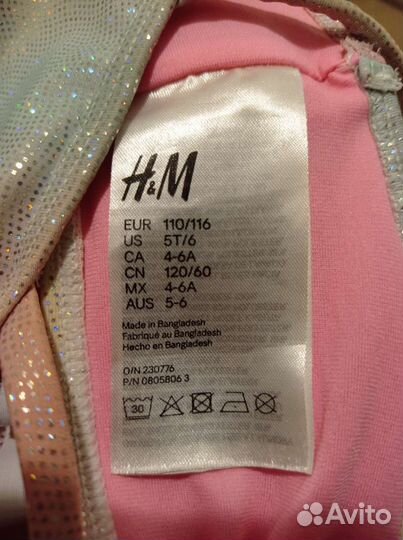 H&M
EUR 110/116
US 5T/6
CA 4-6A
CN 120/60
MX 4-6A
AUS 5-6
Made in Bangladesh
Fabriqué au Bangladesh
Hecho en Bangladesh
O/N 230776
P/N 0805806 3
30
Avito